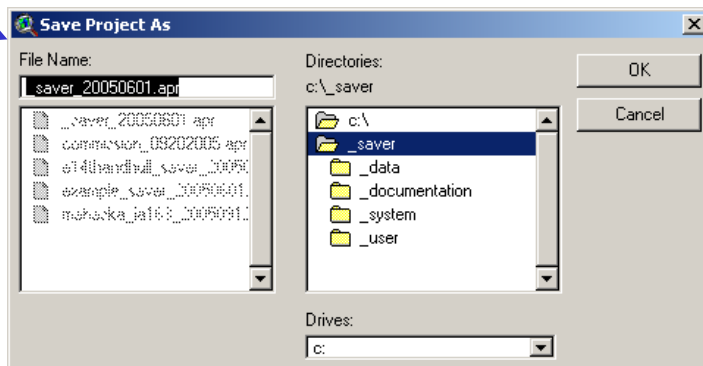 Save Project As
File Name:
_saver_20050601.apr
_saver_20050601.apr
commission_09202005.apr
example_saver_20050601.
Directories:
c:\_saver
c:\
_saver
_data
_documentation
_system
_user
Drives:
c:
OK
Cancel